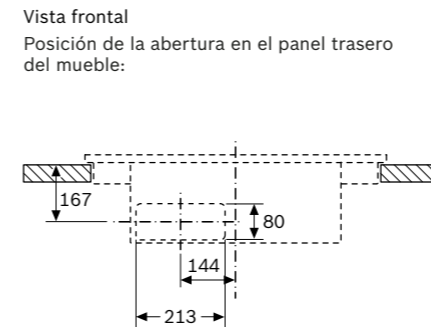 Vista frontal
Posición de la abertura en el panel trasero
del mueble:
167
80
144
213